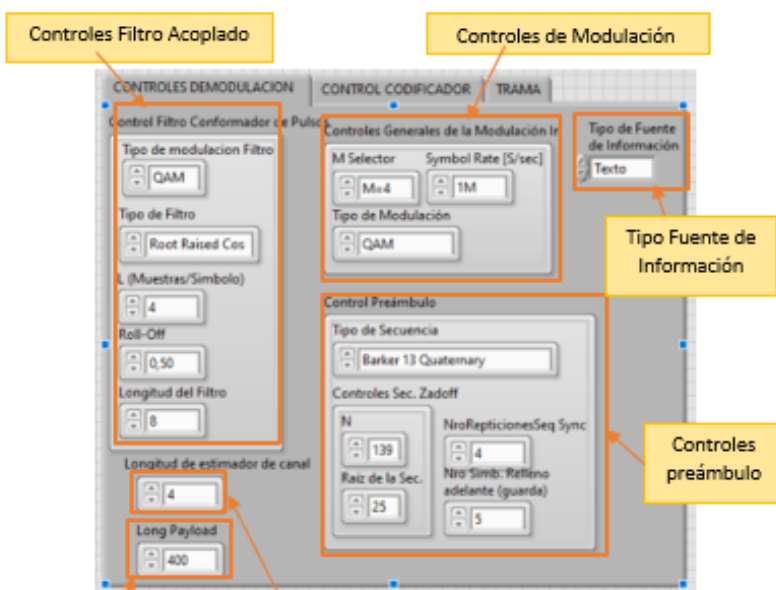 Controles Filtro Acoplado
Controles de Modulación
CONTROLES DEMODULACION
CONTROL CODIFICADOR
TRAMA
Control Filtro Conformador de Pulsos
Tipo de modulacion Filtro
QAM
Tipo de Filtro
Root Raised Cos
L (Muestras/Simbolo)
4
Roll-Off
0,50
Longitud del Filtro
8
Longitud de estimador de canal
4
Long Payload
400
Controles Generales de la Modulación In
M Selector
Symbol Rate [S/sec]
M=4
1M
Tipo de Modulación
QAM
Tipo de Fuente
de Información
Texto
Tipo Fuente de
Información
Control Preámbulo
Tipo de Secuencia
Barker 13 Quaternary
Controles Sec. Zadoff
N
139
Raiz de la Sec.
25
NroRepticionesSeq Sync
4
Nro Simb. Relleno
adelante (guarda)
5
Controles
preámbulo